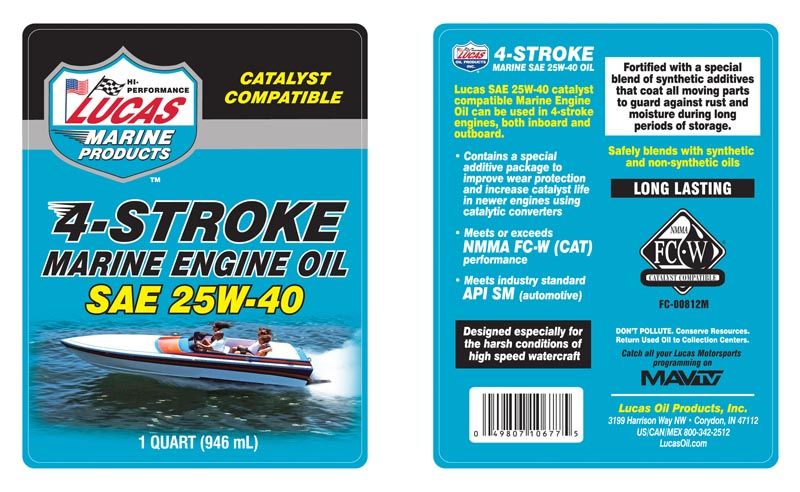 HI-
PERFORMANCE
LUCAS
MARINE
PRODUCTS
TM
CATALYST
COMPATIBLE
4-STROKE
MARINE ENGINE OIL
SAE 25W-40
1 QUART (946 mL)
LUCAS
OIL PRODUCTS
INC.
4-STROKE
MARINE SAE 25W-40 OIL
Lucas SAE 25W-40 catalyst
compatible Marine Engine
Oil can be used in 4-stroke
engines, both inboard and
outboard.
• Contains a special
additive package to
improve wear protection
and increase catalyst life
in newer engines using
catalytic converters
• Meets or exceeds
NMMA FC-W (CAT)
performance
• Meets industry standard
API SM (automotive)
Designed especially for
the harsh conditions of
high speed watercraft
0 49807 10677 5
Fortified with a special
blend of synthetic additives
that coat all moving parts
to guard against rust and
moisture during long
periods of storage.
Safely blends with synthetic
and non-synthetic oils
LONG LASTING
NMMA
FC-W
CATALYST COMPATIBLE
FC-00812M
DON'T POLLUTE. Conserve Resources.
Return Used Oil to Collection Centers.
Catch all your Lucas Motorsports
programming on
MAVTV
Lucas Oil Products, Inc.
3199 Harrison Way NW • Corydon, IN 47112
US/CAN/MEX 800-342-2512
LucasOil.com